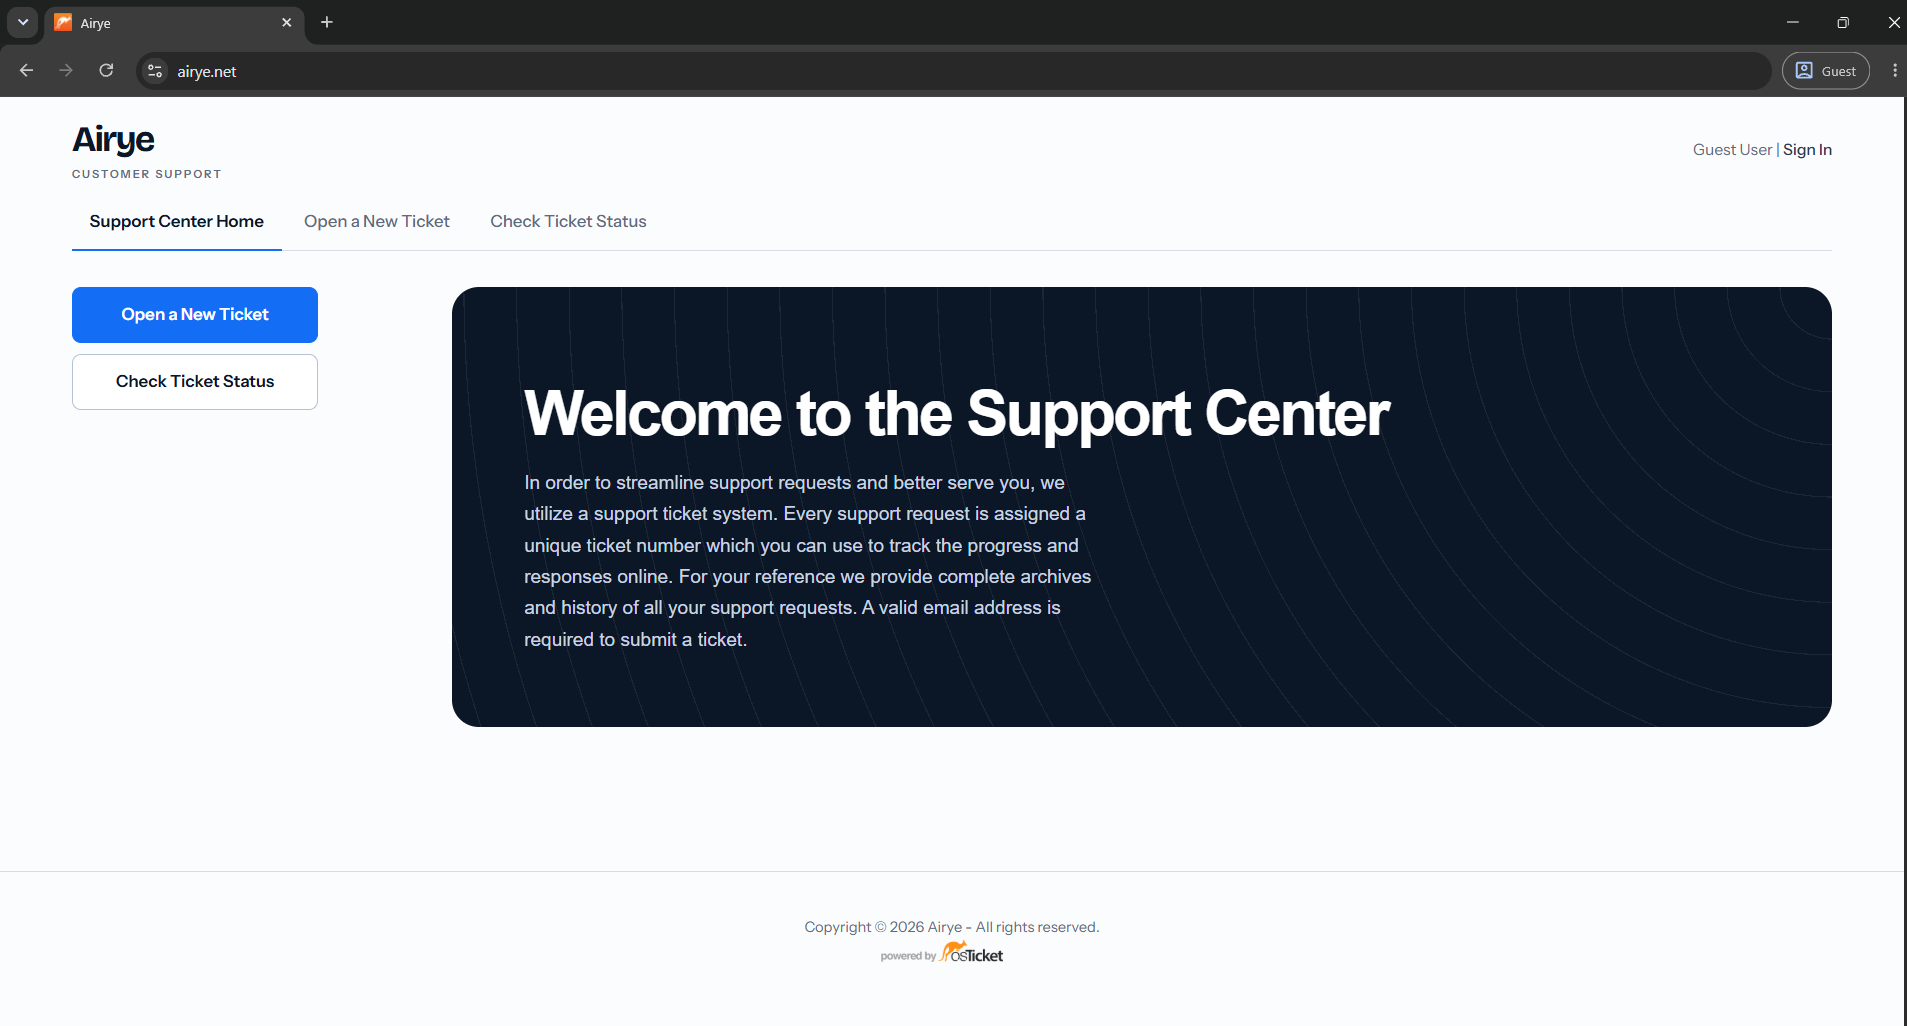 Airye
airye.net
Guest
Airye
CUSTOMER SUPPORT
Guest User | Sign In
Support Center Home
Open a New Ticket
Check Ticket Status
Open a New Ticket
Check Ticket Status
Welcome to the Support Center
In order to streamline support requests and better serve you, we
utilize a support ticket system. Every support request is assigned a
unique ticket number which you can use to track the progress and
responses online. For your reference we provide complete archives
and history of all your support requests. A valid email address is
required to submit a ticket.
Copyright © 2026 Airye - All rights reserved.
powered by osTicket